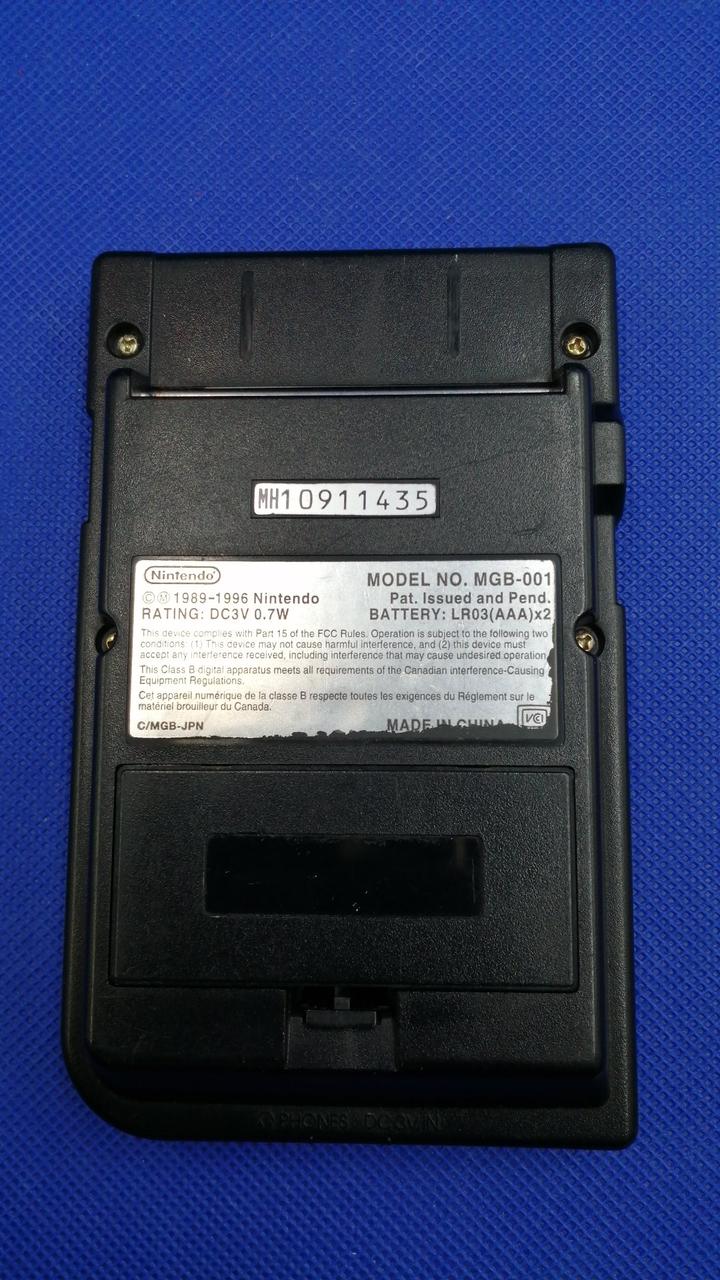 MH10911435
Nintendo
MODEL NO. MGB-001
©Ⓜ 1989-1996 Nintendo
Pat. Issued and Pend.
RATING: DC3V 0.7W
BATTERY: LR03(AAA)x2
This device complies with Part 15 of the FCC Rules. Operation is subject to the following two
conditions: (1) This device may not cause harmful interference, and (2) this device must
accept any interference received, including interference that may cause undesired operation.
This Class B digital apparatus meets all requirements of the Canadian Interference-Causing
Equipment Regulations.
Cet appareil numérique de la classe B respecte toutes les exigences du Réglement sur le
matériel brouilleur du Canada.
C/MGB-JPN
MADE IN CHINA
VCI
PHONES DC3V IN